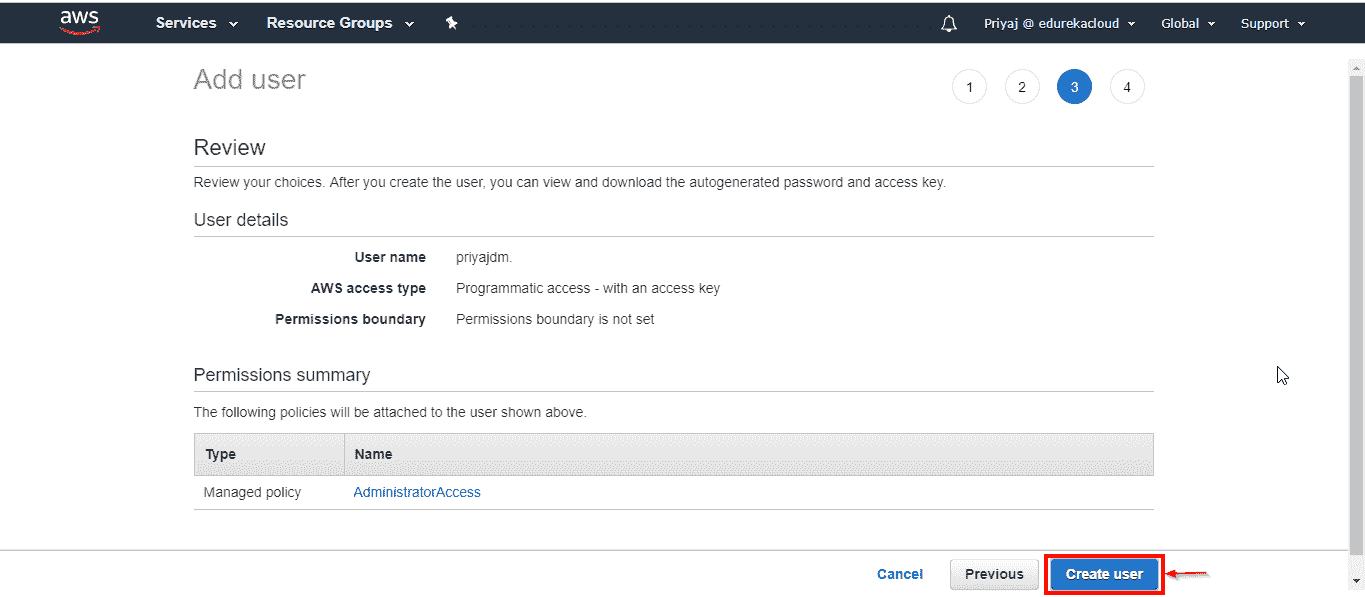 aws Services Resource Groups Priyaj @ edurekacloud Global Support
Add user 1 2 3 4
Review
Review your choices. After you create the user, you can view and download the autogenerated password and access key.
User details
User name priyajdm.
AWS access type Programmatic access - with an access key
Permissions boundary Permissions boundary is not set
Permissions summary
The following policies will be attached to the user shown above.
Type Name
Managed policy AdministratorAccess
Cancel Previous Create user